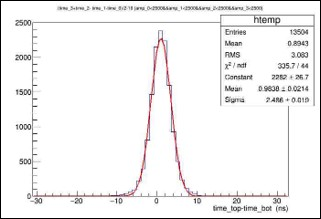 (time_3+time_2- time_1-time_0)/2-18 {amp_0<2500&&amp_1<2500&&amp_2<2500&&amp_3<2500}
htemp
Entries 13504
Mean 0.8943
RMS 3.083
χ² / ndf 335.7 / 44
Constant 2282 ± 26.7
Mean 0.9838 ± 0.0214
Sigma 2.486 ± 0.019
2500
2000
1500
1000
500
0
−30 −20 −10 0 10 20 30
time_top-time_bot (ns)